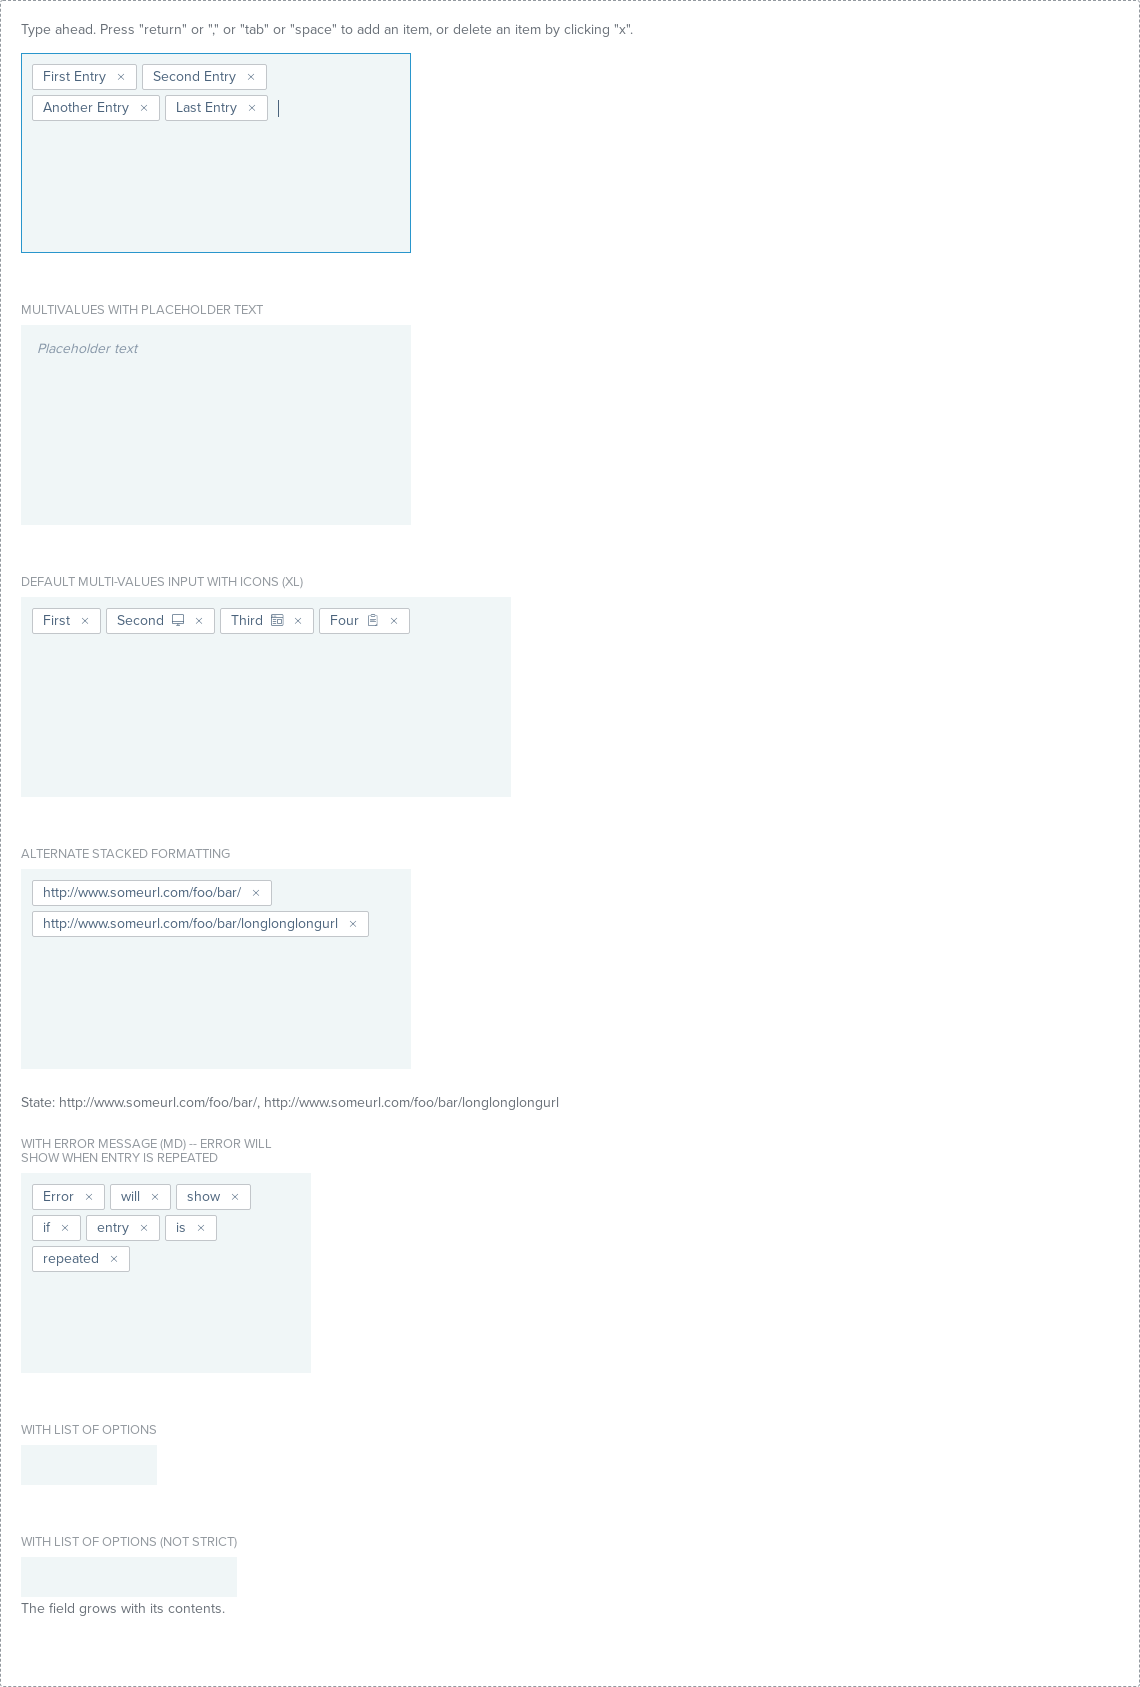 Type ahead. Press "return" or "," or "tab" or "space" to add an item, or delete an item by clicking "x".
First Entry × Second Entry ×
Another Entry × Last Entry ×
MULTIVALUES WITH PLACEHOLDER TEXT
Placeholder text
DEFAULT MULTI-VALUES INPUT WITH ICONS (XL)
First × Second × Third × Four ×
ALTERNATE STACKED FORMATTING
http://www.someurl.com/foo/bar/ ×
http://www.someurl.com/foo/bar/longlonglongurl ×
State: http://www.someurl.com/foo/bar/, http://www.someurl.com/foo/bar/longlonglongurl
WITH ERROR MESSAGE (MD) -- ERROR WILL
SHOW WHEN ENTRY IS REPEATED
Error × will × show ×
if × entry × is ×
repeated ×
WITH LIST OF OPTIONS
WITH LIST OF OPTIONS (NOT STRICT)
The field grows with its contents.